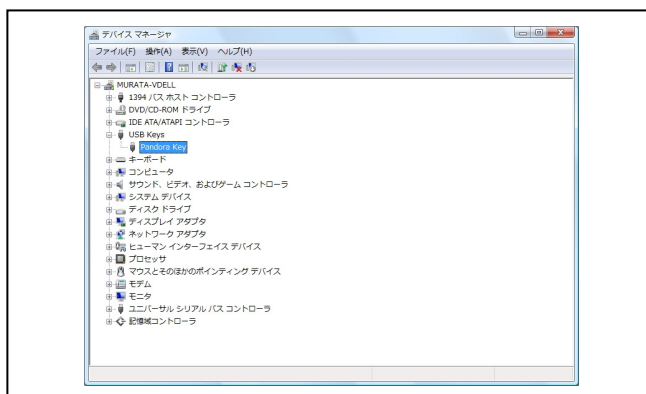 デバイス マネージャ
ファイル(F) 操作(A) 表示(V) ヘルプ(H)
MURATA-VDELL
1394 バス ホスト コントローラ
DVD/CD-ROM ドライブ
IDE ATA/ATAPI コントローラ
USB Keys
Pandora Key
キーボード
コンピュータ
サウンド、ビデオ、およびゲーム コントローラ
システム デバイス
ディスク ドライブ
ディスプレイ アダプタ
ネットワーク アダプタ
ヒューマン インターフェイス デバイス
プロセッサ
マウスとそのほかのポインティング デバイス
モデム
モニタ
ユニバーサル シリアル バス コントローラ
記憶域コントローラ